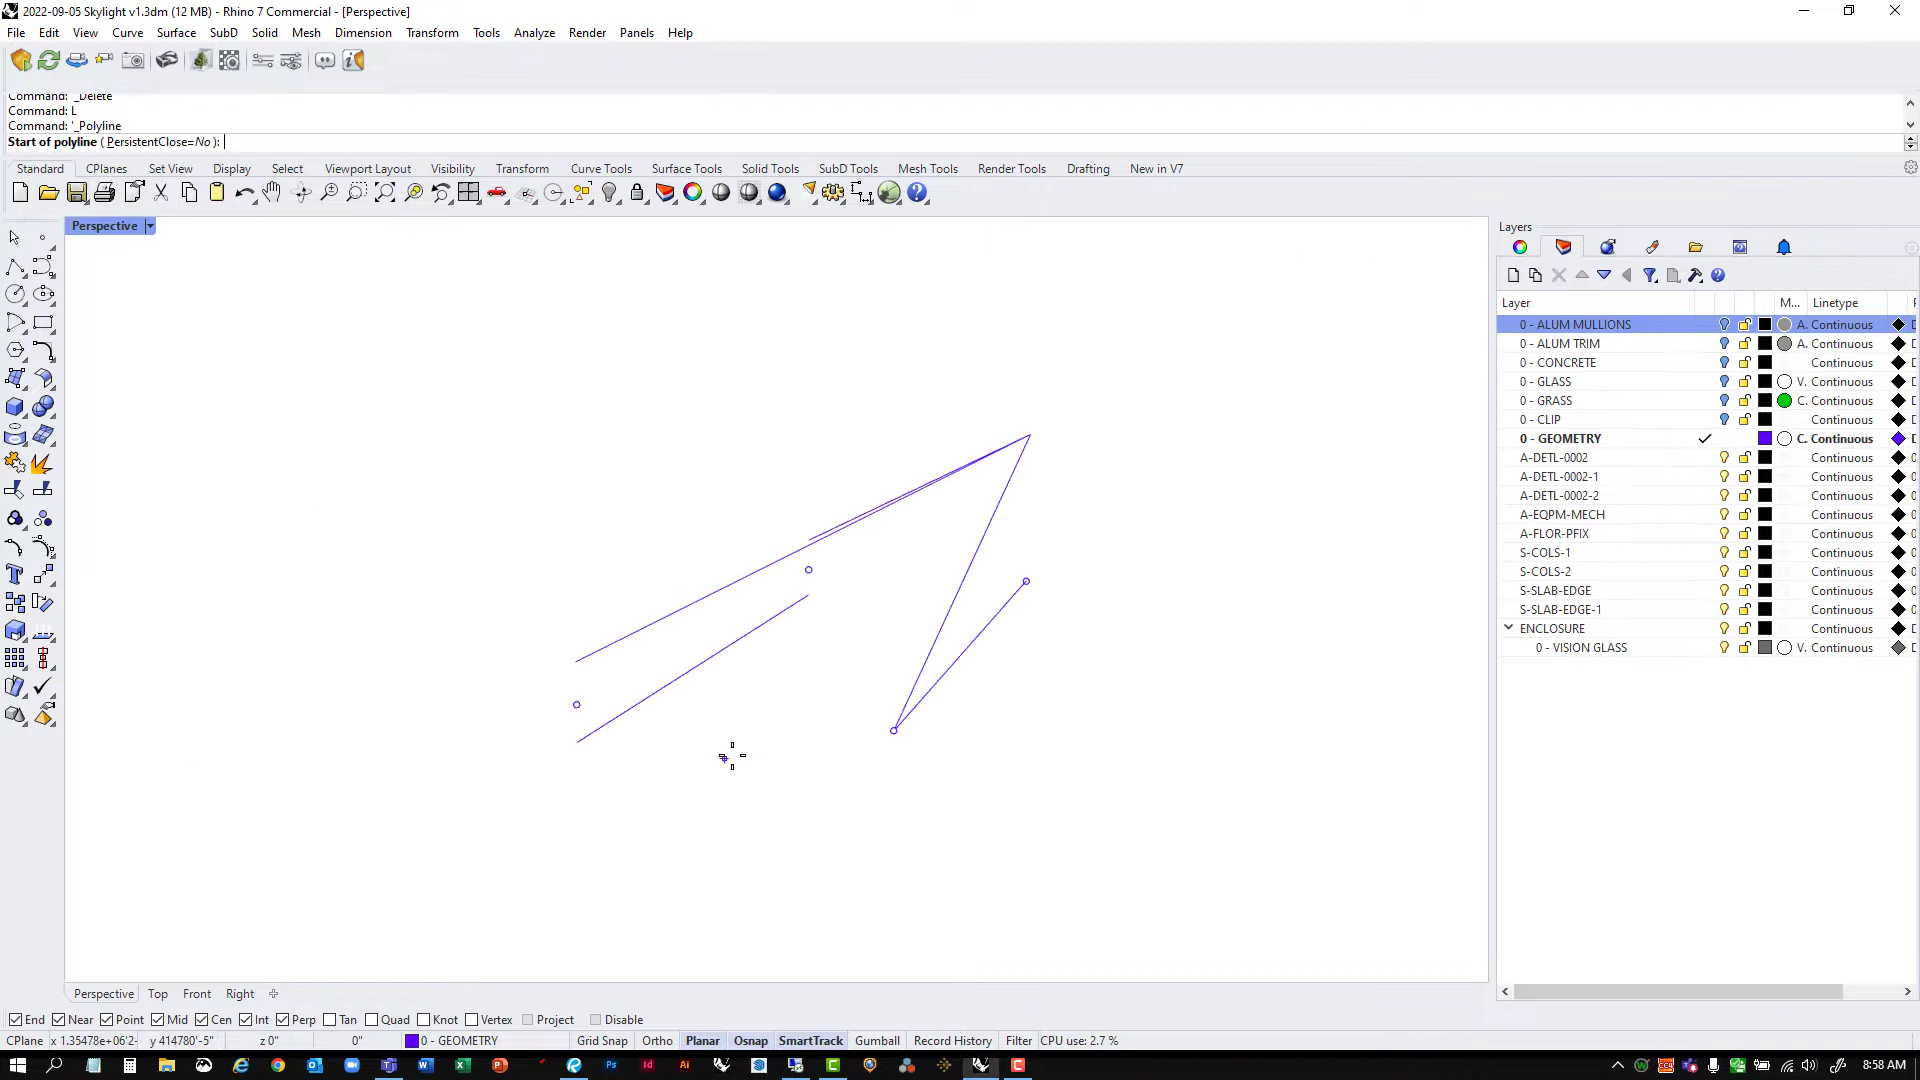 2022-09-05 Skylight v1.3dm (12 MB) - Rhino 7 Commercial - [Perspective]
File Edit View Curve Surface SubD Solid Mesh Dimension Transform Tools Analyze Render Panels Help
Command: _Delete
Command: L
Command: '_Polyline
Start of polyline ( PersistentClose=No ):
Standard CPlanes Set View Display Select Viewport Layout Visibility Transform Curve Tools Surface Tools Solid Tools SubD Tools Mesh Tools Render Tools Drafting New in V7
Perspective
Layers
Layer M... Linetype
0 - ALUM MULLIONS A. Continuous
0 - ALUM TRIM A. Continuous
0 - CONCRETE Continuous
0 - GLASS V. Continuous
0 - GRASS C. Continuous
0 - CLIP Continuous
0 - GEOMETRY C. Continuous
A-DETL-0002 Continuous
A-DETL-0002-1 Continuous
A-DETL-0002-2 Continuous
A-EQPM-MECH Continuous
A-FLOR-PFIX Continuous
S-COLS-1 Continuous
S-COLS-2 Continuous
S-SLAB-EDGE Continuous
S-SLAB-EDGE-1 Continuous
ENCLOSURE Continuous
0 - VISION GLASS V. Continuous
Perspective Top Front Right
End Near Point Mid Cen Int Perp Tan Quad Knot Vertex Project Disable
CPlane x 1.35478e+06'2- y 414780'-5" z 0" 0" 0 - GEOMETRY Grid Snap Ortho Planar Osnap SmartTrack Gumball Record History Filter CPU use: 2.7 %
8:58 AM